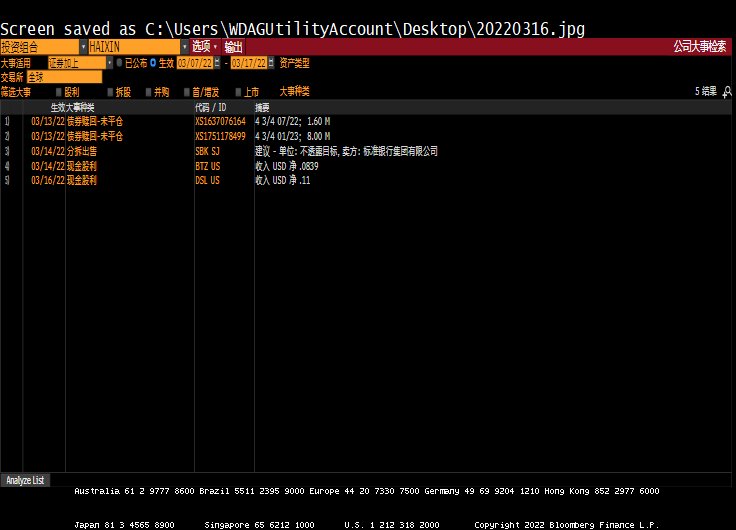 Screen saved as C:\Users\WDAGUtilityAccount\Desktop\20220316.jpg
投资组合 HAIXIN 选项 输出 公司大事检索
大事适用 证券加上 已公布 生效 03/07/22 - 03/17/22 资产类型
交易所 全球
筛选大事 股利 拆股 并购 首/增发 上市 大事种类 5 结果
生效 大事种类 代码 / ID 摘要
1) 03/13/22 债券赎回-未平仓 XS1637076164 4 3/4 07/22; 1.60 M
2) 03/13/22 债券赎回-未平仓 XS1751178499 4 3/4 01/23; 8.00 M
3) 03/14/22 分拆出售 SBK SJ 建议 - 单位: 不透露目标, 卖方: 标准银行集团有限公司
4) 03/14/22 现金股利 BTZ US 收入 USD 净 .0839
5) 03/16/22 现金股利 DSL US 收入 USD 净 .11
Analyze List
Australia 61 2 9777 8600 Brazil 5511 2395 9000 Europe 44 20 7330 7500 Germany 49 69 9204 1210 Hong Kong 852 2977 6000
Japan 81 3 4565 8900 Singapore 65 6212 1000 U.S. 1 212 318 2000 Copyright 2022 Bloomberg Finance L.P.